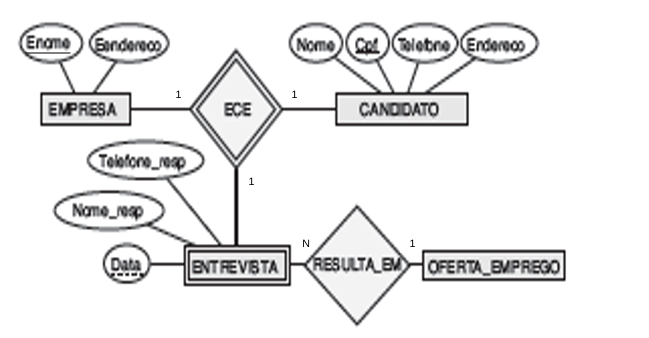 Enome
Eendereco
Nome
Cpf
Telefone
Endereco
EMPRESA
1
ECE
1
CANDIDATO
Telefone_resp
1
Nome_resp
Data
ENTREVISTA
N
RESULTA_EM
1
OFERTA_EMPREGO